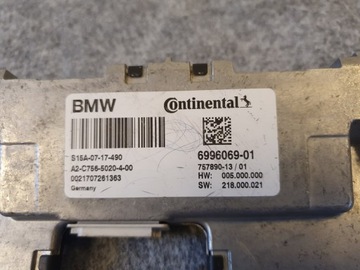 BMW
Continental
S15A-07-17-490
A2-C756-5020-4-00
0021707261363
Germany
6996069-01
757890-13 / 01
HW: 005.000.000
SW: 218.000.021